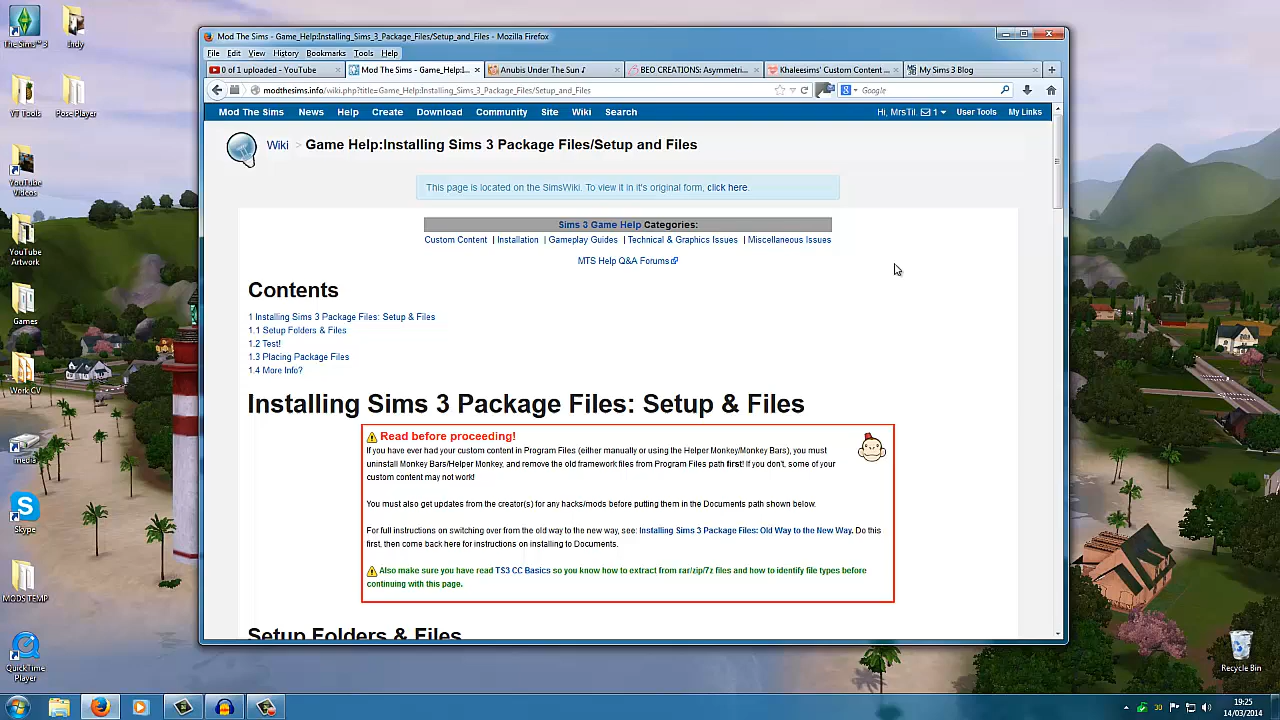 The Sims™ 3
Indy
VT Tools
Pose Player
YouTube Videos
YouTube Artwork
Games
Work CV
media
Skype
MODS TEMP
QuickTime Player
Recycle Bin
Mod The Sims - Game_Help:Installing_Sims_3_Package_Files/Setup_and_Files - Mozilla Firefox
File Edit View History Bookmarks Tools Help
0 of 1 uploaded - YouTube
Mod The Sims - Game_Help:I...
Anubis Under The Sun ♪
BEO CREATIONS: Asymmetri...
Khaleesims' Custom Content ...
My Sims 3 Blog
modthesims.info/wiki.php?title=Game_Help:Installing_Sims_3_Package_Files/Setup_and_Files
Google
Mod The Sims News Help Create Download Community Site Wiki Search
Hi, MrsTil 1 User Tools My Links
Wiki > Game Help:Installing Sims 3 Package Files/Setup and Files
This page is located on the SimsWiki. To view it in it's original form, click here.
Sims 3 Game Help Categories:
Custom Content | Installation | Gameplay Guides | Technical & Graphics Issues | Miscellaneous Issues
MTS Help Q&A Forums
Contents
1 Installing Sims 3 Package Files: Setup & Files
1.1 Setup Folders & Files
1.2 Test!
1.3 Placing Package Files
1.4 More Info?
Installing Sims 3 Package Files: Setup & Files
Read before proceeding!
If you have ever had your custom content in Program Files (either manually or using the Helper Monkey/Monkey Bars), you must
uninstall Monkey Bars/Helper Monkey, and remove the old framework files from Program Files path first! If you don't, some of your
custom content may not work!
You must also get updates from the creator(s) for any hacks/mods before putting them in the Documents path shown below.
For full instructions on switching over from the old way to the new way, see: Installing Sims 3 Package Files: Old Way to the New Way. Do this
first, then come back here for instructions on installing to Documents.
Also make sure you have read TS3 CC Basics so you know how to extract from rar/zip/7z files and how to identify file types before
continuing with this page.
Setup Folders & Files
30
19:25
14/03/2014